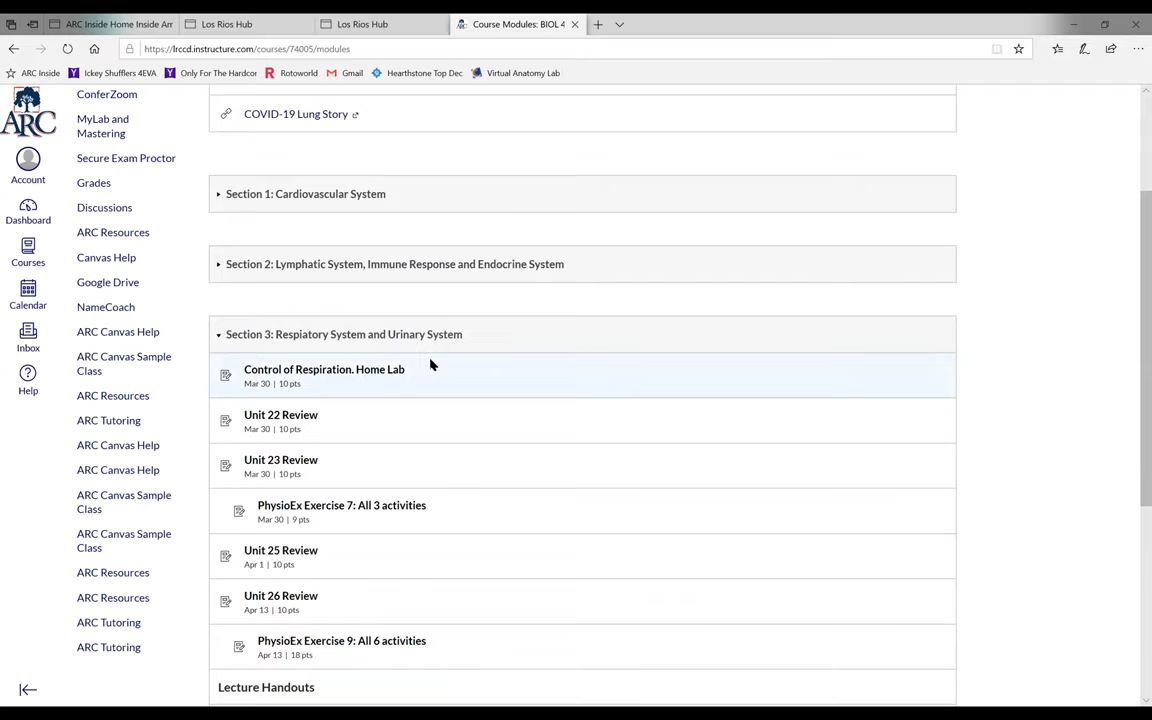 ARC Inside Home Inside Am
Los Rios Hub
Los Rios Hub
Course Modules: BIOL 4
https://lrccd.instructure.com/courses/74005/modules
ARC Inside
Ickey Shufflers 4EVA
Only For The Hardcor
Rotoworld
Gmail
Hearthstone Top Dec
Virtual Anatomy Lab
ARC
Account
Dashboard
Courses
Calendar
Inbox
Help
ConferZoom
MyLab and
Mastering
Secure Exam Proctor
Grades
Discussions
ARC Resources
Canvas Help
Google Drive
NameCoach
ARC Canvas Help
ARC Canvas Sample
Class
ARC Resources
ARC Tutoring
ARC Canvas Help
ARC Canvas Help
ARC Canvas Sample
Class
ARC Canvas Sample
Class
ARC Resources
ARC Resources
ARC Tutoring
ARC Tutoring
COVID-19 Lung Story
Section 1: Cardiovascular System
Section 2: Lymphatic System, Immune Response and Endocrine System
Section 3: Respiatory System and Urinary System
Control of Respiration. Home Lab
Mar 30 | 10 pts
Unit 22 Review
Mar 30 | 10 pts
Unit 23 Review
Mar 30 | 10 pts
PhysioEx Exercise 7: All 3 activities
Mar 30 | 9 pts
Unit 25 Review
Apr 1 | 10 pts
Unit 26 Review
Apr 13 | 10 pts
PhysioEx Exercise 9: All 6 activities
Apr 13 | 18 pts
Lecture Handouts